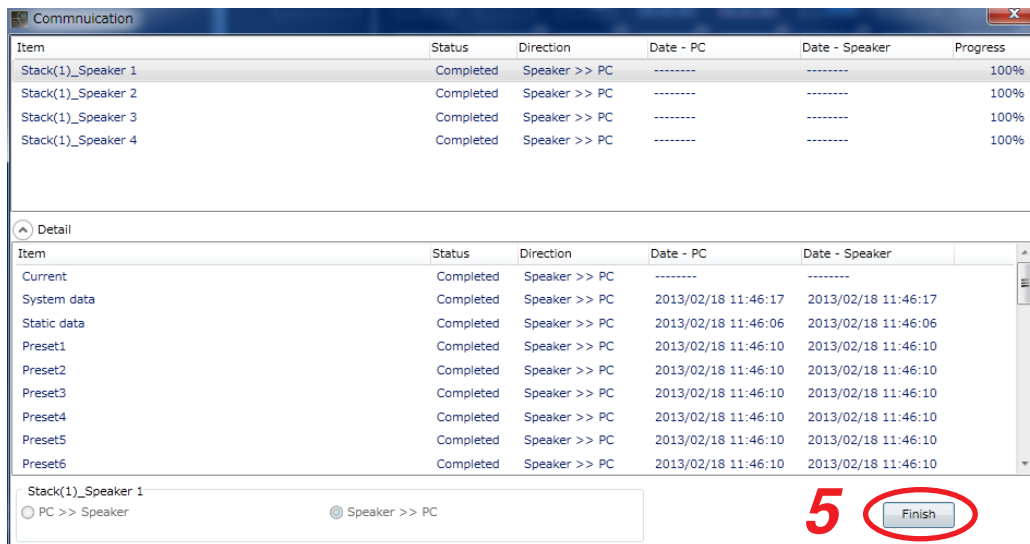 Commnuication
Item Status Direction Date - PC Date - Speaker Progress
Stack(1)_Speaker 1 Completed Speaker >> PC -------- -------- 100%
Stack(1)_Speaker 2 Completed Speaker >> PC -------- -------- 100%
Stack(1)_Speaker 3 Completed Speaker >> PC -------- -------- 100%
Stack(1)_Speaker 4 Completed Speaker >> PC -------- -------- 100%
Detail
Item Status Direction Date - PC Date - Speaker
Current Completed Speaker >> PC -------- --------
System data Completed Speaker >> PC 2013/02/18 11:46:17 2013/02/18 11:46:17
Static data Completed Speaker >> PC 2013/02/18 11:46:06 2013/02/18 11:46:06
Preset1 Completed Speaker >> PC 2013/02/18 11:46:10 2013/02/18 11:46:10
Preset2 Completed Speaker >> PC 2013/02/18 11:46:10 2013/02/18 11:46:10
Preset3 Completed Speaker >> PC 2013/02/18 11:46:10 2013/02/18 11:46:10
Preset4 Completed Speaker >> PC 2013/02/18 11:46:10 2013/02/18 11:46:10
Preset5 Completed Speaker >> PC 2013/02/18 11:46:10 2013/02/18 11:46:10
Preset6 Completed Speaker >> PC 2013/02/18 11:46:10 2013/02/18 11:46:10
Stack(1)_Speaker 1
PC >> Speaker Speaker >> PC
5 Finish